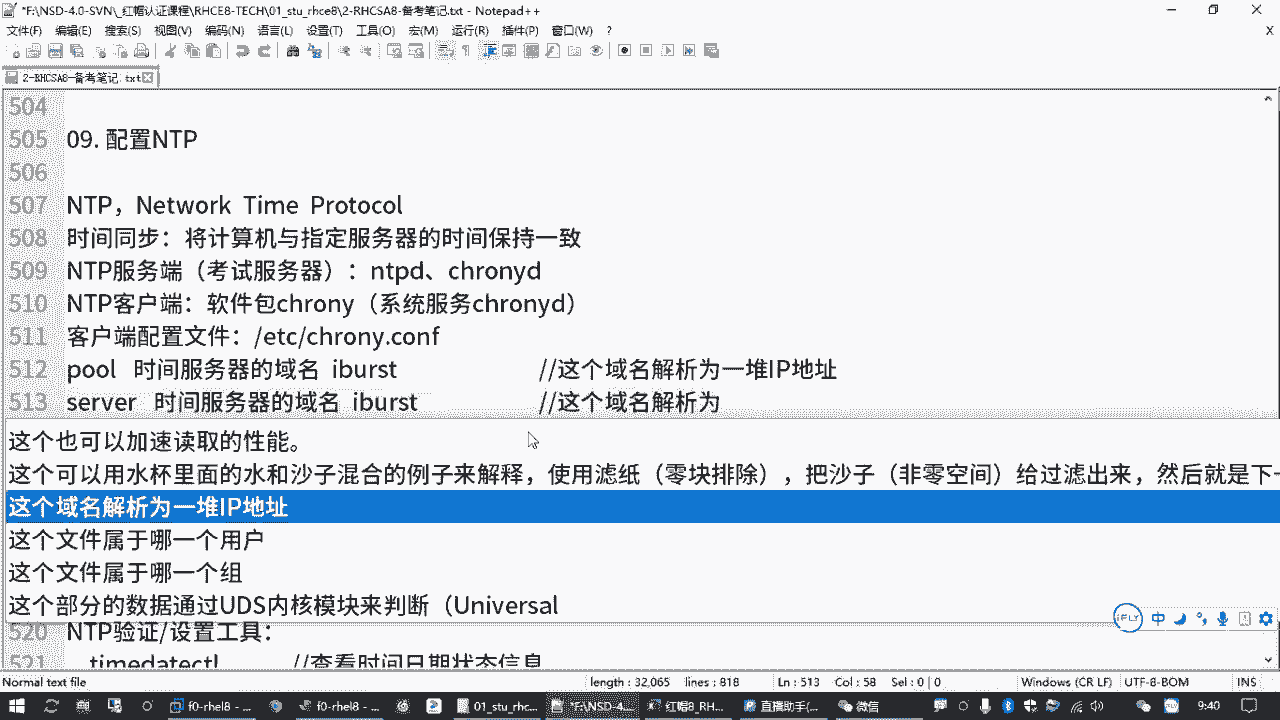 *F:\NSD-4.0-SVN\_红帽认证课程\RHCE8-TECH\01_stu_rhce8\2-RHCSA8-备考笔记.txt - Notepad++
文件(F) 编辑(E) 搜索(S) 视图(V) 编码(N) 语言(L) 设置(T) 工具(O) 宏(M) 运行(R) 插件(P) 窗口(W) ? X
2-RHCSA8-备考笔记.txt
504
505 09. 配置NTP
506
507 NTP，Network Time Protocol
508 时间同步：将计算机与指定服务器的时间保持一致
509 NTP服务端（考试服务器）：ntpd、chronyd
510 NTP客户端：软件包chrony（系统服务chronyd）
511 客户端配置文件：/etc/chrony.conf
512 pool 时间服务器的域名 iburst //这个域名解析为一堆IP地址
513 server 时间服务器的域名 iburst //这个域名解析为
这个也可以加速读取的性能。
这个可以用水杯里面的水和沙子混合的例子来解释，使用滤纸（零块排除），把沙子（非零空间）给过滤出来，然后就是下一
这个域名解析为一堆IP地址
这个文件属于哪一个用户
这个文件属于哪一个组
这个部分的数据通过UDS内核模块来判断（Universal
520 NTP验证/设置工具：
521 timedatectl //查看时间日期状态信息
iFLY 中
Normal text file length : 32,065 lines : 818 Ln : 513 Col : 58 Sel : 0 | 0 Windows (CR LF) UTF-8-BOM INS
f0-rhel8 - ... f0-rhel8 - ... 01_stu_rhc... *F:\NSD-4... 红帽8_RH... 直播助手(... 微信 中 9:40